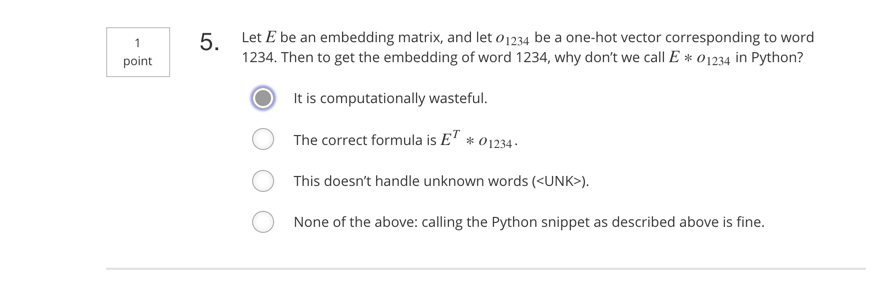 1
point
5.
Let E be an embedding matrix, and let o₁₂₃₄ be a one-hot vector corresponding to word
1234. Then to get the embedding of word 1234, why don't we call E * o₁₂₃₄ in Python?
It is computationally wasteful.
The correct formula is Eᵀ * o₁₂₃₄.
This doesn't handle unknown words (<UNK>).
None of the above: calling the Python snippet as described above is fine.